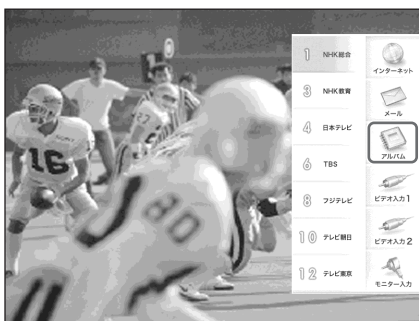 1 NHK総合
3 NHK教育
4 日本テレビ
6 TBS
8 フジテレビ
10 テレビ朝日
12 テレビ東京
インターネット
メール
アルバム
ビデオ入力1
ビデオ入力2
モニター入力
16
27
80